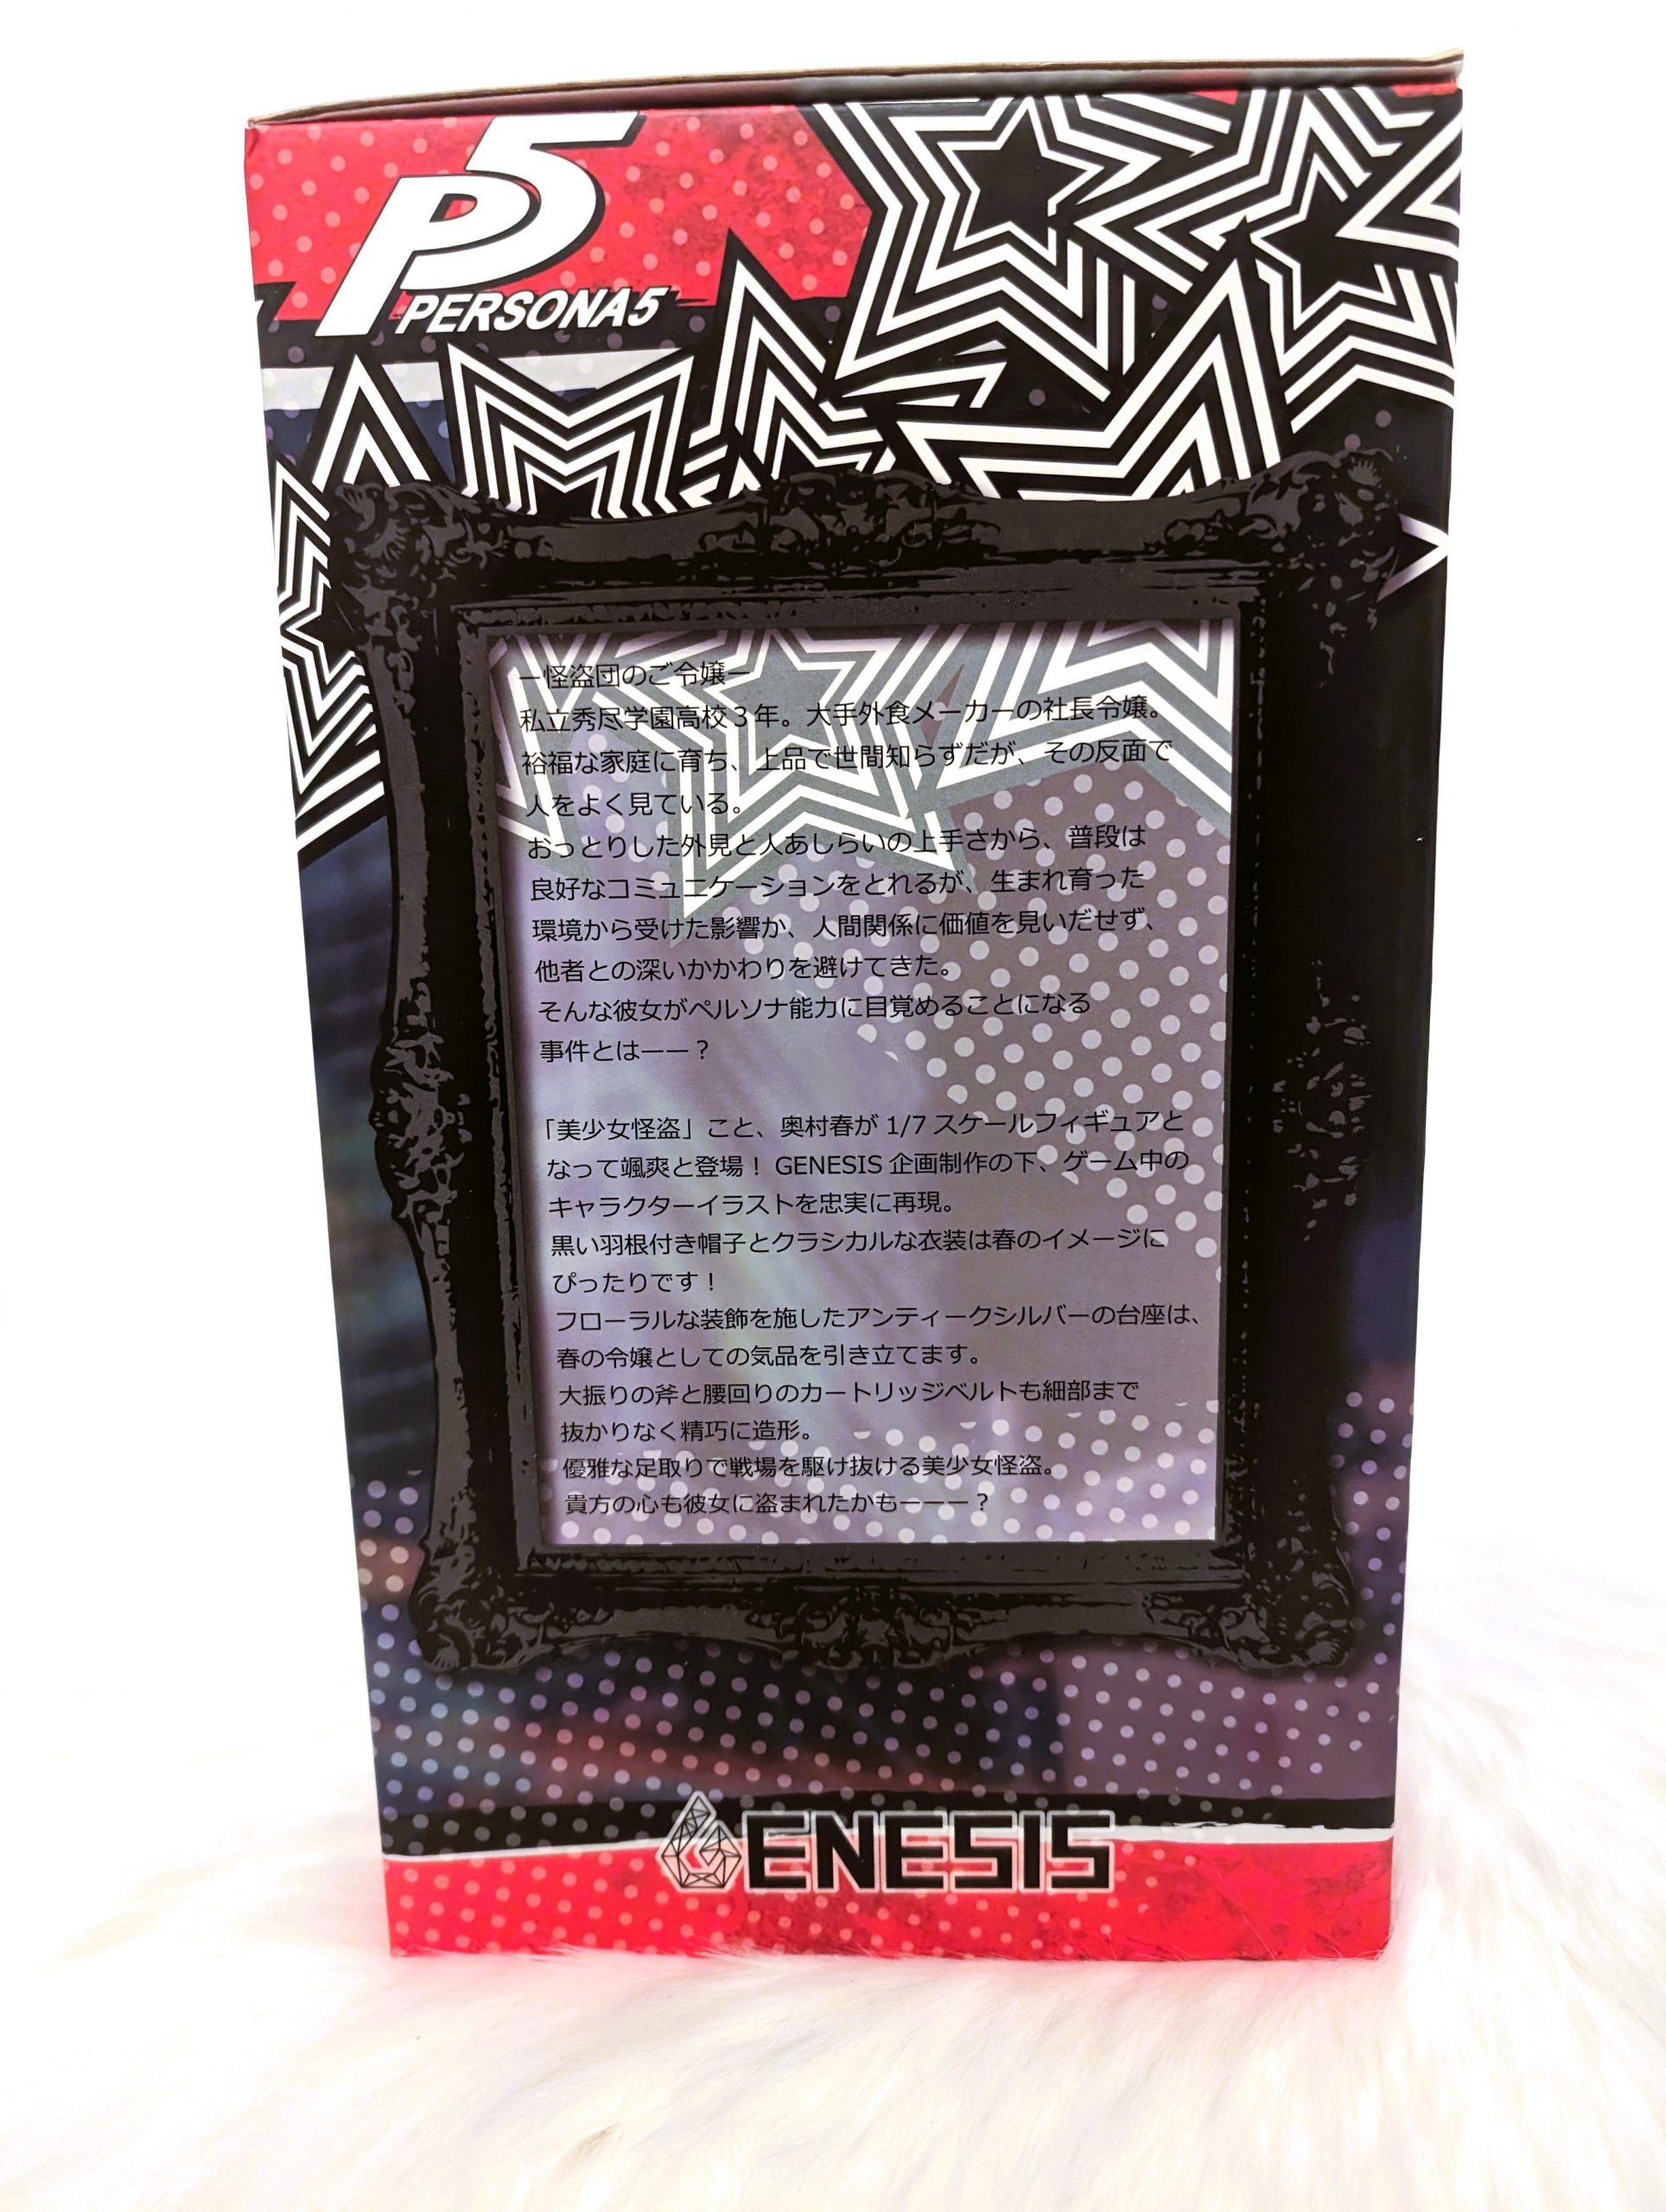 P5
PERSONA5
－怪盗団のご令嬢－
私立秀尽学園高校３年。大手外食メーカーの社長令嬢。
裕福な家庭に育ち、上品で世間知らずだが、その反面で
人をよく見ている。
おっとりした外見と人あしらいの上手さから、普段は
良好なコミュニケーションをとれるが、生まれ育った
環境から受けた影響か、人間関係に価値を見いだせず、
他者との深いかかわりを避けてきた。
そんな彼女がペルソナ能力に目覚めることになる
事件とは――？
「美少女怪盗」こと、奥村春が 1/7 スケールフィギュアと
なって颯爽と登場！ GENESIS 企画制作の下、ゲーム中の
キャラクターイラストを忠実に再現。
黒い羽根付き帽子とクラシカルな衣装は春のイメージに
ぴったりです！
フローラルな装飾を施したアンティークシルバーの台座は、
春の令嬢としての気品を引き立てます。
大振りの斧と腰回りのカートリッジベルトも細部まで
抜かりなく精巧に造形。
優雅な足取りで戦場を駆け抜ける美少女怪盗。
貴方の心も彼女に盗まれたかも―――？
GENESIS